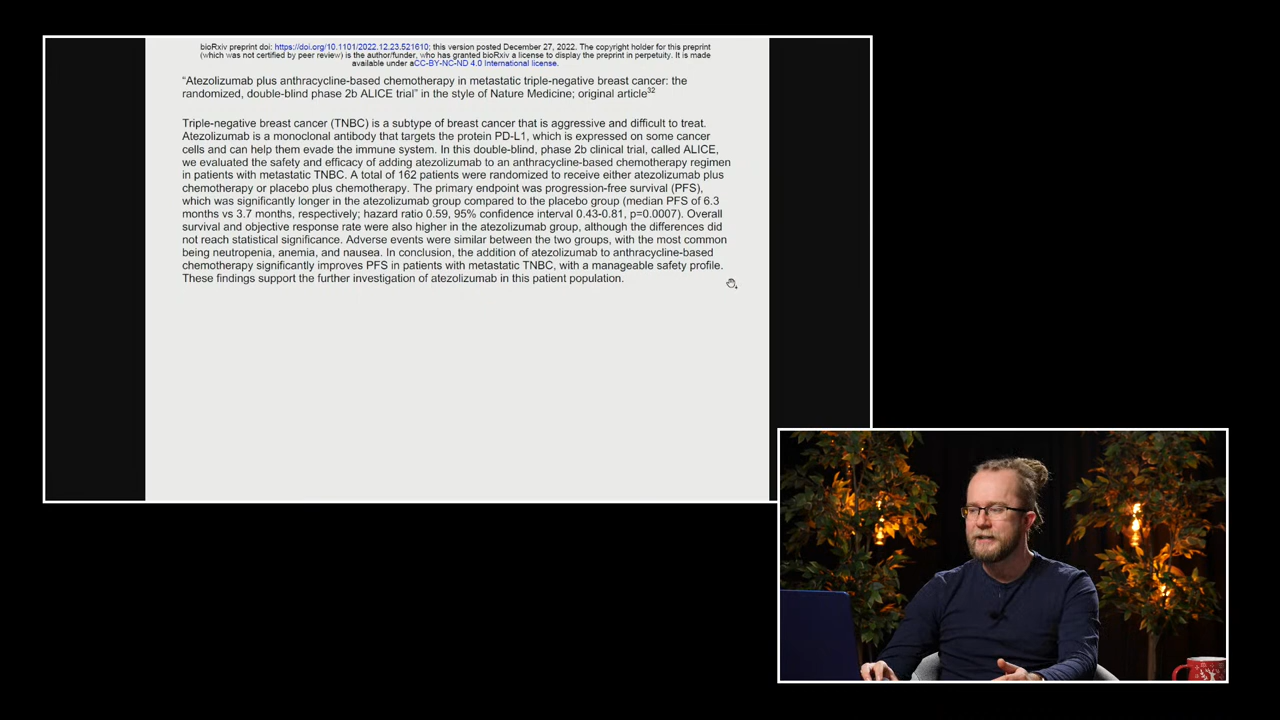 bioRxiv preprint doi: https://doi.org/10.1101/2022.12.23.521610; this version posted December 27, 2022. The copyright holder for this preprint
(which was not certified by peer review) is the author/funder, who has granted bioRxiv a license to display the preprint in perpetuity. It is made
available under aCC-BY-NC-ND 4.0 International license.
“Atezolizumab plus anthracycline-based chemotherapy in metastatic triple-negative breast cancer: the
randomized, double-blind phase 2b ALICE trial” in the style of Nature Medicine; original article32
Triple-negative breast cancer (TNBC) is a subtype of breast cancer that is aggressive and difficult to treat.
Atezolizumab is a monoclonal antibody that targets the protein PD-L1, which is expressed on some cancer
cells and can help them evade the immune system. In this double-blind, phase 2b clinical trial, called ALICE,
we evaluated the safety and efficacy of adding atezolizumab to an anthracycline-based chemotherapy regimen
in patients with metastatic TNBC. A total of 162 patients were randomized to receive either atezolizumab plus
chemotherapy or placebo plus chemotherapy. The primary endpoint was progression-free survival (PFS),
which was significantly longer in the atezolizumab group compared to the placebo group (median PFS of 6.3
months vs 3.7 months, respectively; hazard ratio 0.59, 95% confidence interval 0.43-0.81, p=0.0007). Overall
survival and objective response rate were also higher in the atezolizumab group, although the differences did
not reach statistical significance. Adverse events were similar between the two groups, with the most common
being neutropenia, anemia, and nausea. In conclusion, the addition of atezolizumab to anthracycline-based
chemotherapy significantly improves PFS in patients with metastatic TNBC, with a manageable safety profile.
These findings support the further investigation of atezolizumab in this patient population.